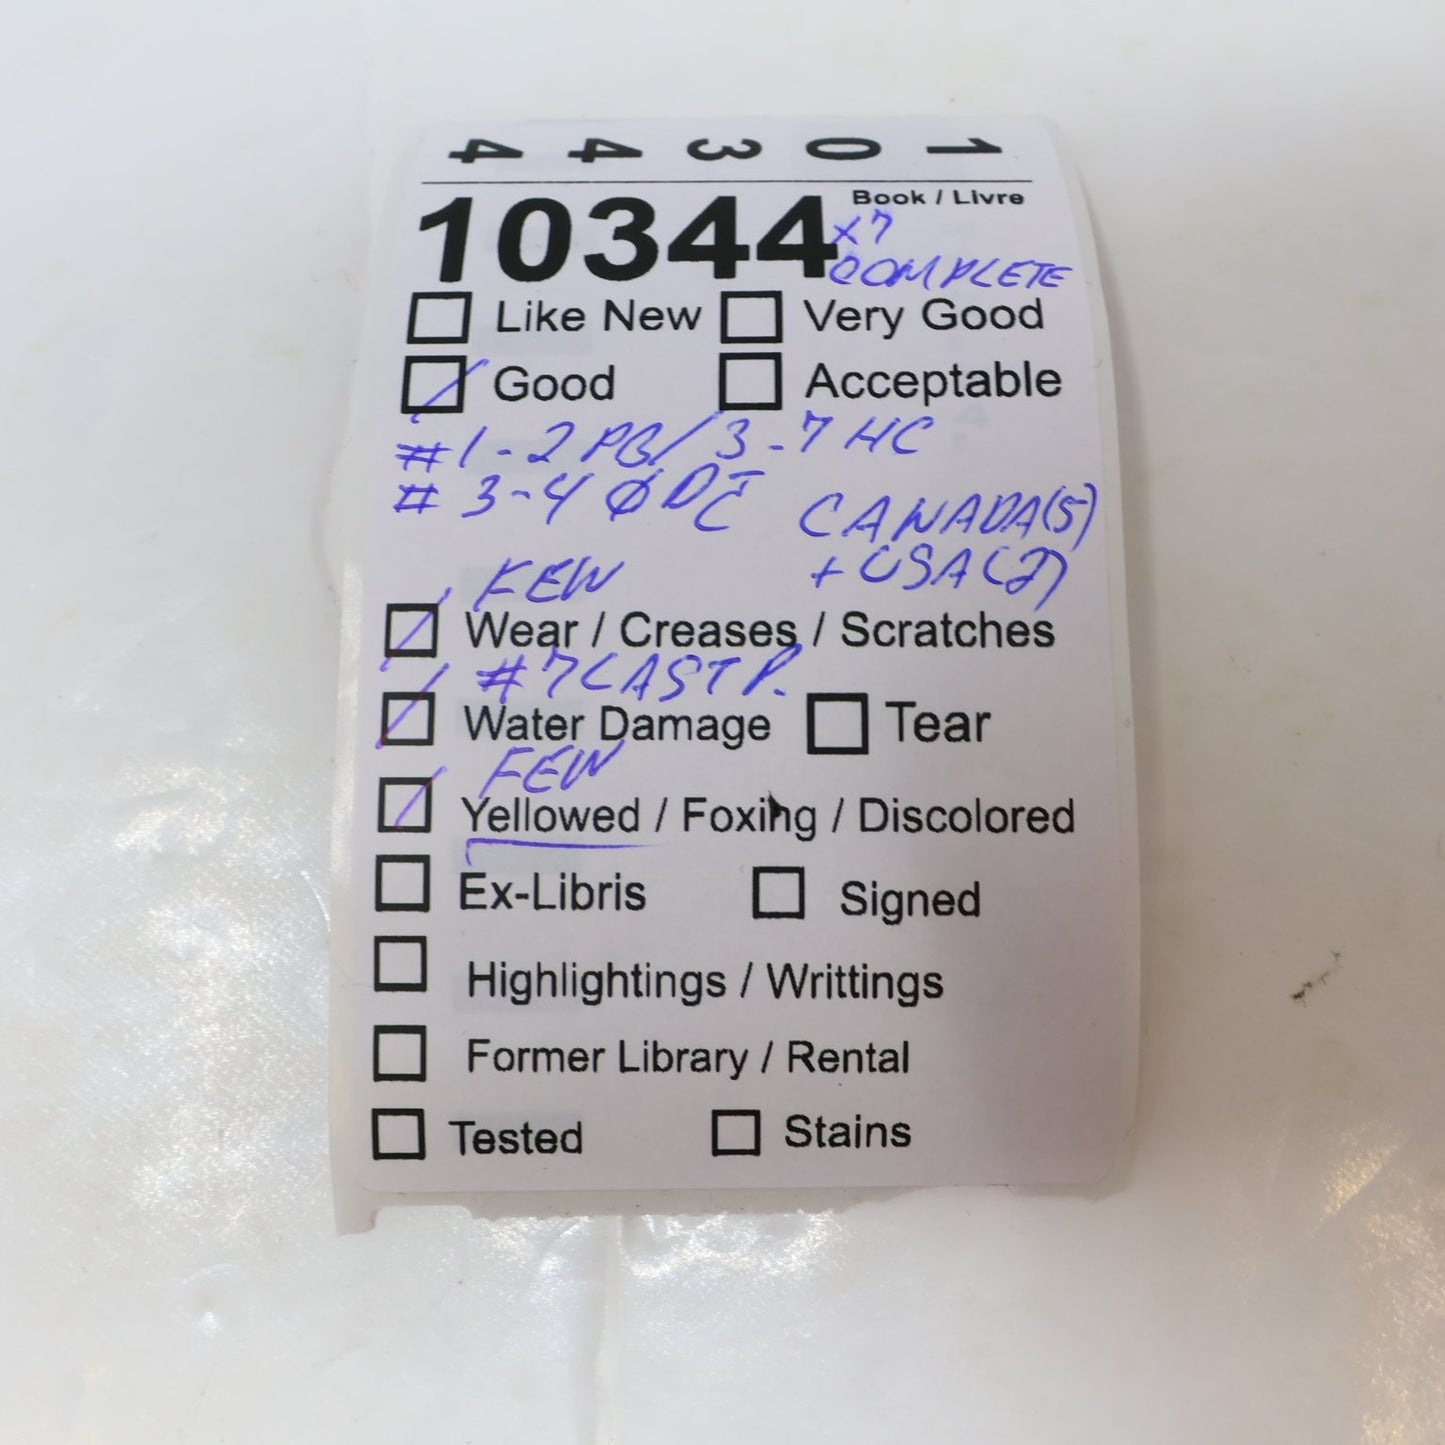 10344
10344 Book / Livre
x7
COMPLETE
Like New Very Good
Good Acceptable
#1-2 PB/3-7 HC
#3-4 ØDJ
CANADA(5)
+USA(2)
FEW
Wear / Creases / Scratches
#7 LAST P.
Water Damage Tear
FEW
Yellowed / Foxing / Discolored
Ex-Libris Signed
Highlightings / Writtings
Former Library / Rental
Tested Stains